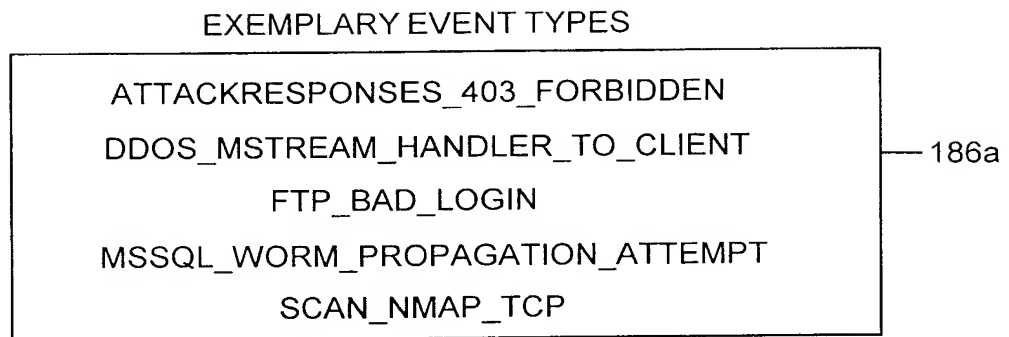 EXEMPLARY EVENT TYPES
ATTACKRESPONSES_403_FORBIDDEN
DDOS_MSTREAM_HANDLER_TO_CLIENT
186a
FTP_BAD_LOGIN
MSSQL_WORM_PROPAGATION_ATTEMPT
SCAN_NMAP_TCP